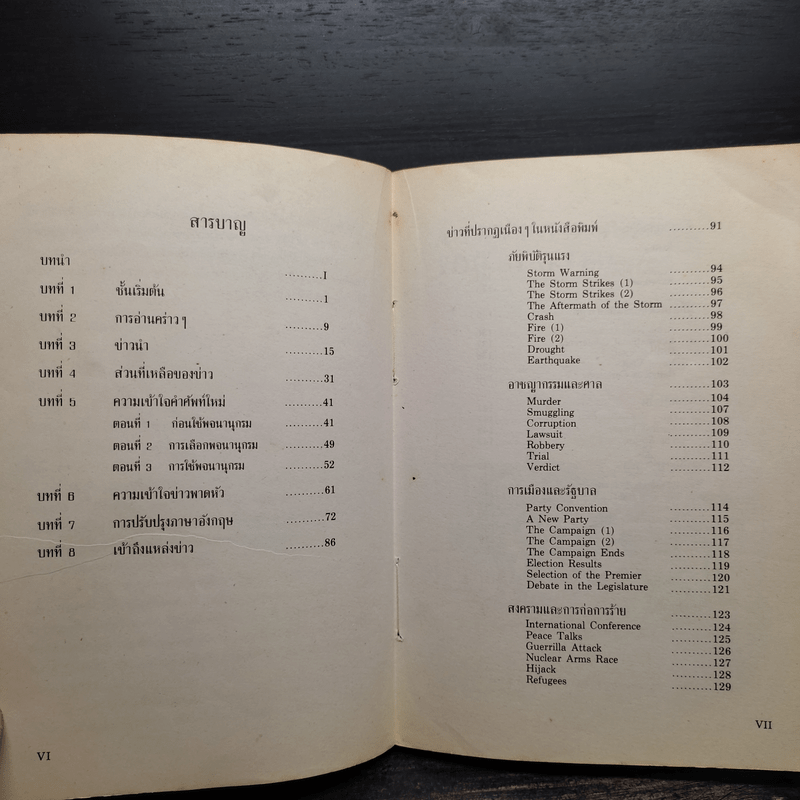 สารบาญ
บทนำ ..........I
บทที่ 1 ขั้นเริ่มต้น ..........1
บทที่ 2 การอ่านคร่าว ๆ ..........9
บทที่ 3 ข่าวนำ ..........15
บทที่ 4 ส่วนที่เหลือของข่าว ..........31
บทที่ 5 ความเข้าใจคำศัพท์ใหม่ ..........41
ตอนที่ 1 ก่อนใช้พจนานุกรม ..........41
ตอนที่ 2 การเลือกพจนานุกรม ..........49
ตอนที่ 3 การใช้พจนานุกรม ..........52
บทที่ 6 ความเข้าใจข่าวพาดหัว ..........61
บทที่ 7 การปรับปรุงภาษาอังกฤษ ..........72
บทที่ 8 เข้าถึงแหล่งข่าว ..........86
VI
ข่าวที่ปรากฏเนือง ๆ ในหนังสือพิมพ์ ..........91
ภัยพิบัติรุนแรง
Storm Warning ..........94
The Storm Strikes (1) ..........95
The Storm Strikes (2) ..........96
The Aftermath of the Storm ..........97
Crash ..........98
Fire (1) ..........99
Fire (2) ..........100
Drought ..........101
Earthquake ..........102
อาชญากรรมและศาล ..........103
Murder ..........104
Smuggling ..........107
Corruption ..........108
Lawsuit ..........109
Robbery ..........110
Trial ..........111
Verdict ..........112
การเมืองและรัฐบาล
Party Convention ..........114
A New Party ..........115
The Campaign (1) ..........116
The Campaign (2) ..........117
The Campaign Ends ..........118
Election Results ..........119
Selection of the Premier ..........120
Debate in the Legislature ..........121
สงครามและการก่อการร้าย ..........123
International Conference ..........124
Peace Talks ..........125
Guerrilla Attack ..........126
Nuclear Arms Race ..........127
Hijack ..........128
Refugees ..........129
VII